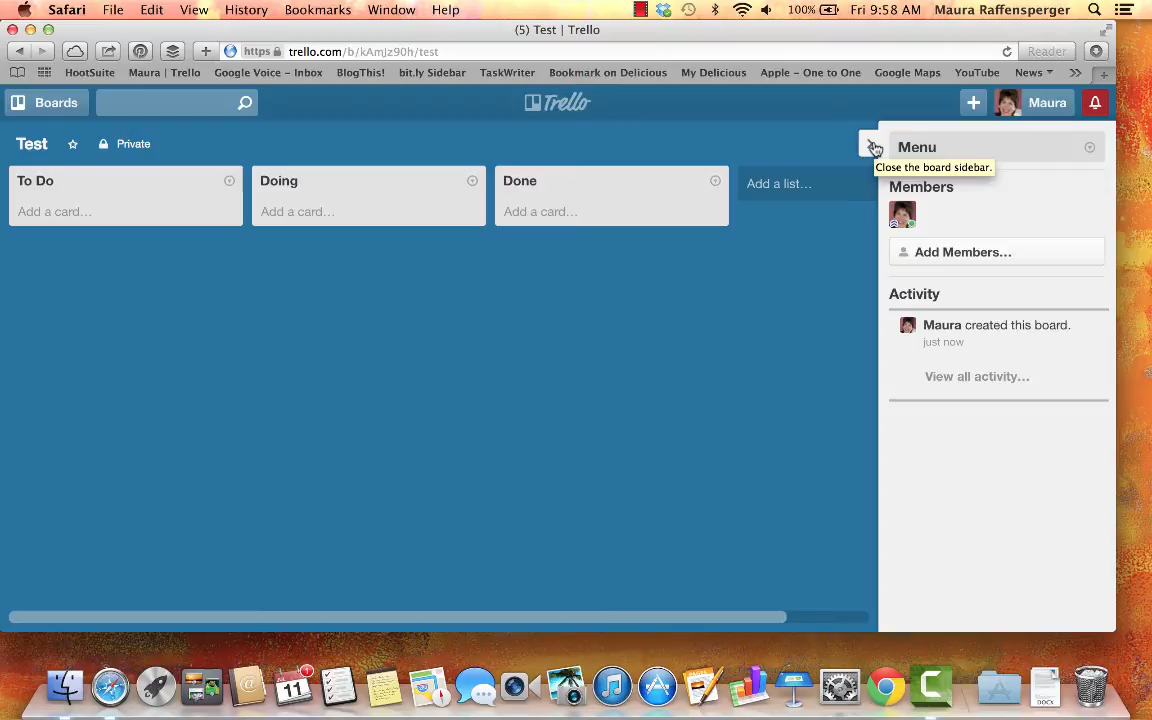 Safari File Edit View History Bookmarks Window Help 100% Fri 9:58 AM Maura Raffensperger
(5) Test | Trello
https trello.com/b/kAmJz90h/test Reader
HootSuite Maura | Trello Google Voice - Inbox BlogThis! bit.ly Sidebar TaskWriter Bookmark on Delicious My Delicious Apple – One to One Google Maps YouTube News
Boards Trello Maura
Test Private Menu
Close the board sidebar.
To Do Doing Done Add a list…
Members
Add a card… Add a card… Add a card…
Add Members…
Activity
Maura created this board.
just now
View all activity…
1
11
DOCX